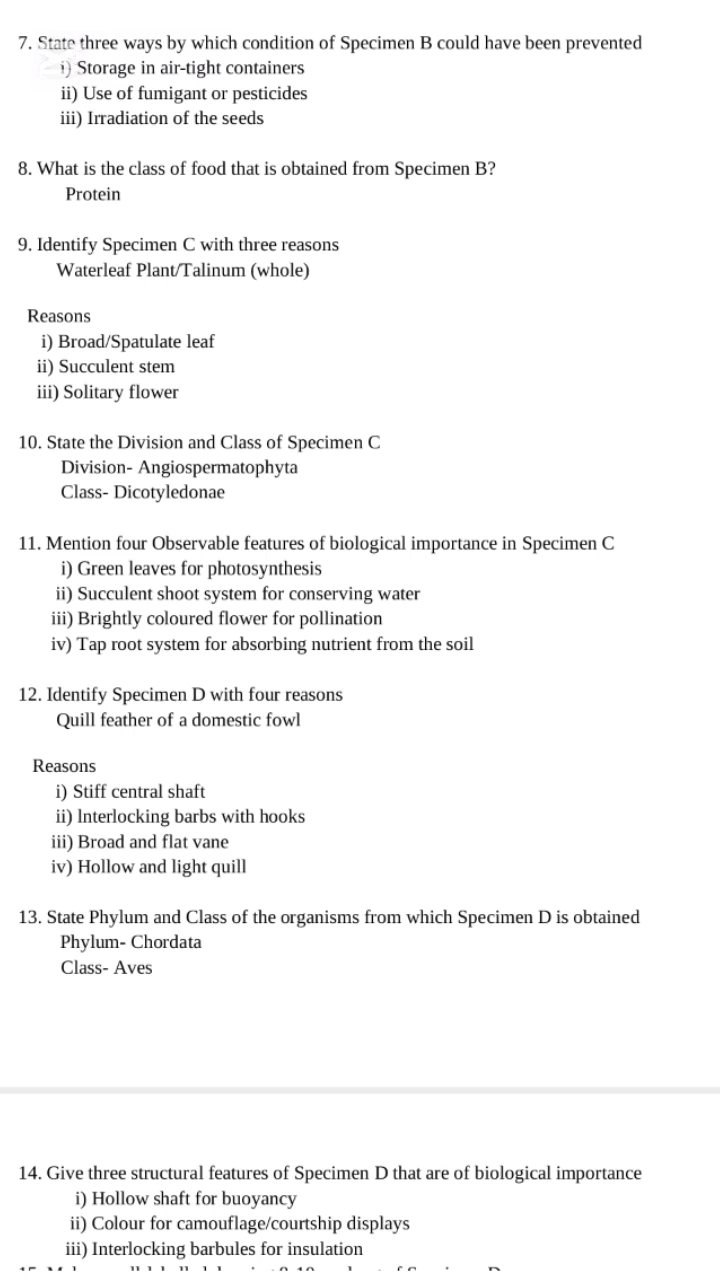 7. State three ways by which condition of Specimen B could have been prevented
i) Storage in air-tight containers
ii) Use of fumigant or pesticides
iii) Irradiation of the seeds
8. What is the class of food that is obtained from Specimen B?
Protein
9. Identify Specimen C with three reasons
Waterleaf Plant/Talinum (whole)
Reasons
i) Broad/Spatulate leaf
ii) Succulent stem
iii) Solitary flower
10. State the Division and Class of Specimen C
Division- Angiospermatophyta
Class- Dicotyledonae
11. Mention four Observable features of biological importance in Specimen C
i) Green leaves for photosynthesis
ii) Succulent shoot system for conserving water
iii) Brightly coloured flower for pollination
iv) Tap root system for absorbing nutrient from the soil
12. Identify Specimen D with four reasons
Quill feather of a domestic fowl
Reasons
i) Stiff central shaft
ii) Interlocking barbs with hooks
iii) Broad and flat vane
iv) Hollow and light quill
13. State Phylum and Class of the organisms from which Specimen D is obtained
Phylum- Chordata
Class- Aves
14. Give three structural features of Specimen D that are of biological importance
i) Hollow shaft for buoyancy
ii) Colour for camouflage/courtship displays
iii) Interlocking barbules for insulation